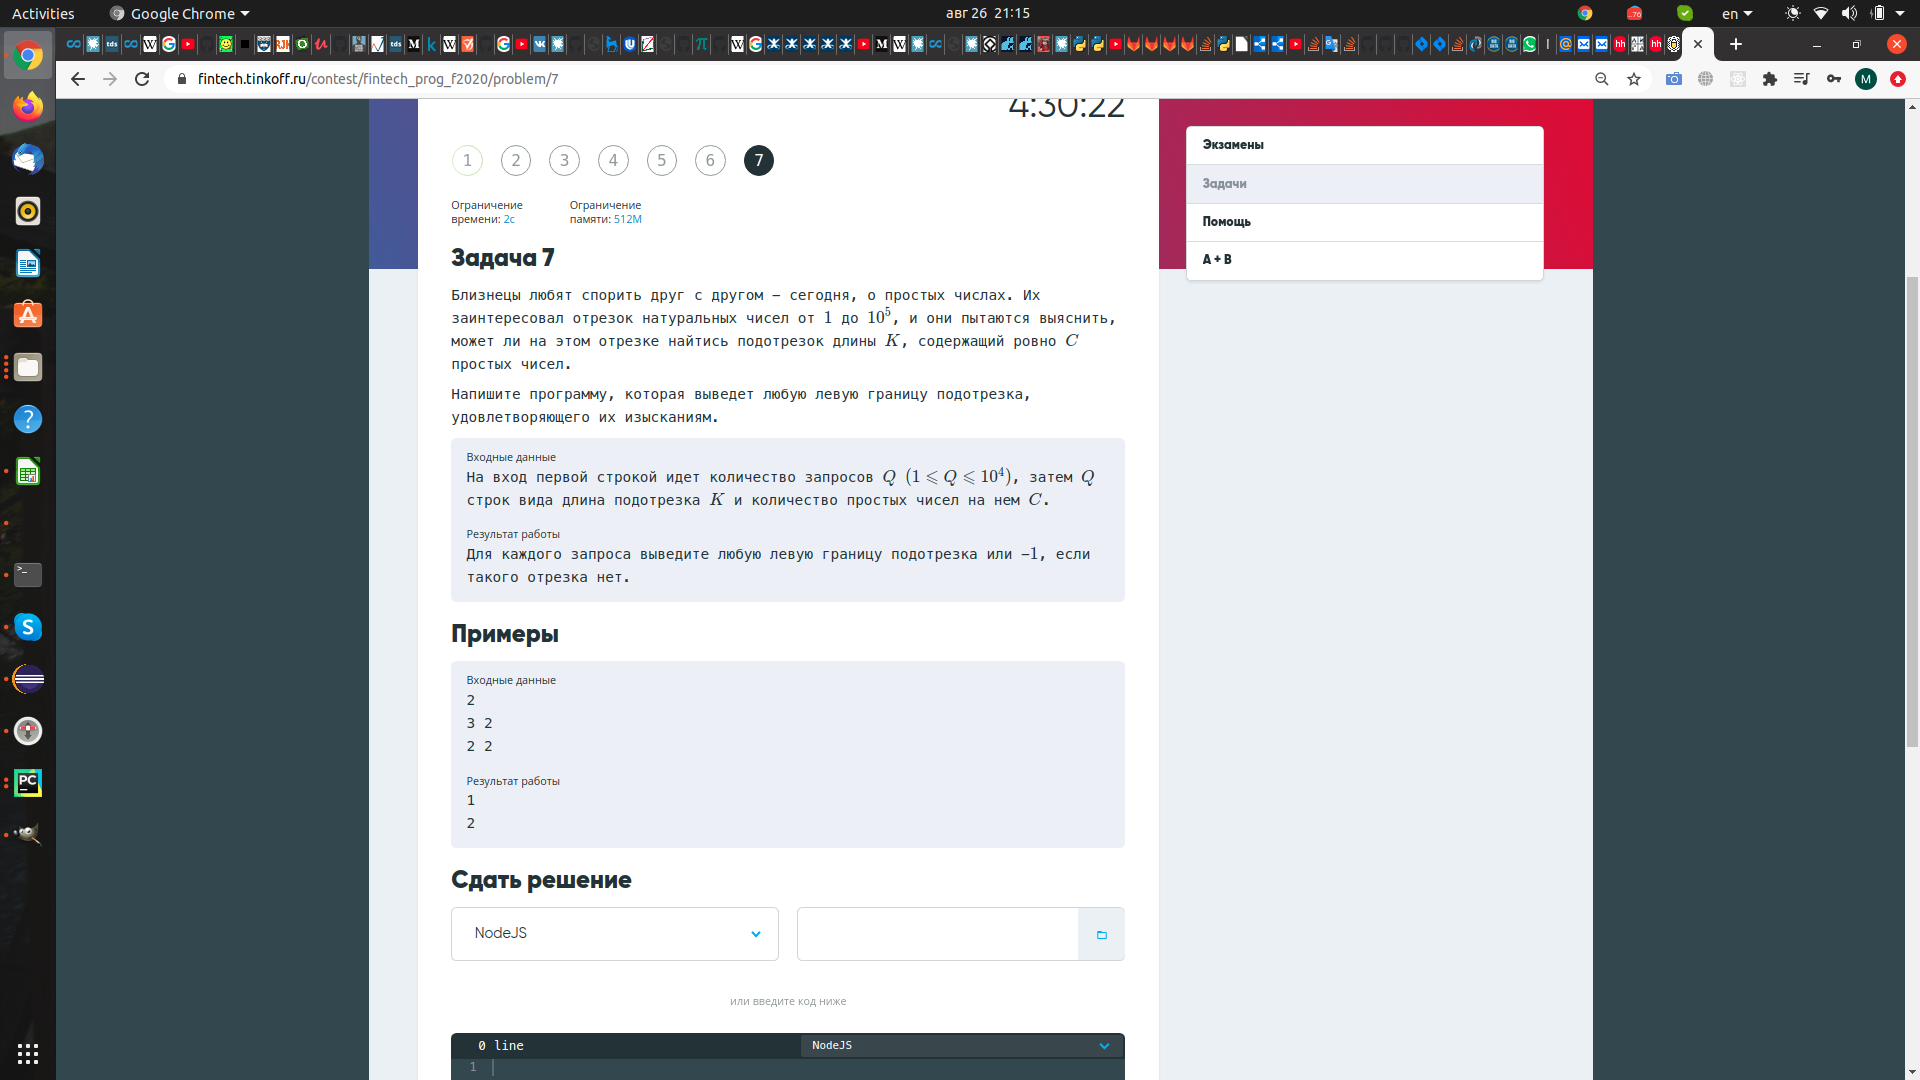 Activities
Google Chrome
авг 26 21:15
en
fintech.tinkoff.ru/contest/fintech_prog_f2020/problem/7
4:30:22
1 2 3 4 5 6 7
Ограничение времени: 2с
Ограничение памяти: 512М
Задача 7
Близнецы любят спорить друг с другом – сегодня, о простых числах. Их
заинтересовал отрезок натуральных чисел от 1 до 10⁵, и они пытаются выяснить,
может ли на этом отрезке найтись подотрезок длины K, содержащий ровно C
простых чисел.
Напишите программу, которая выведет любую левую границу подотрезка,
удовлетворяющего их изысканиям.
Входные данные
На вход первой строкой идет количество запросов Q (1 ⩽ Q ⩽ 10⁴), затем Q
строк вида длина подотрезка K и количество простых чисел на нем C.
Результат работы
Для каждого запроса выведите любую левую границу подотрезка или −1, если
такого отрезка нет.
Примеры
Входные данные
2
3 2
2 2
Результат работы
1
2
Сдать решение
NodeJS
или введите код ниже
0 line
NodeJS
1
Экзамены
Задачи
Помощь
A + B